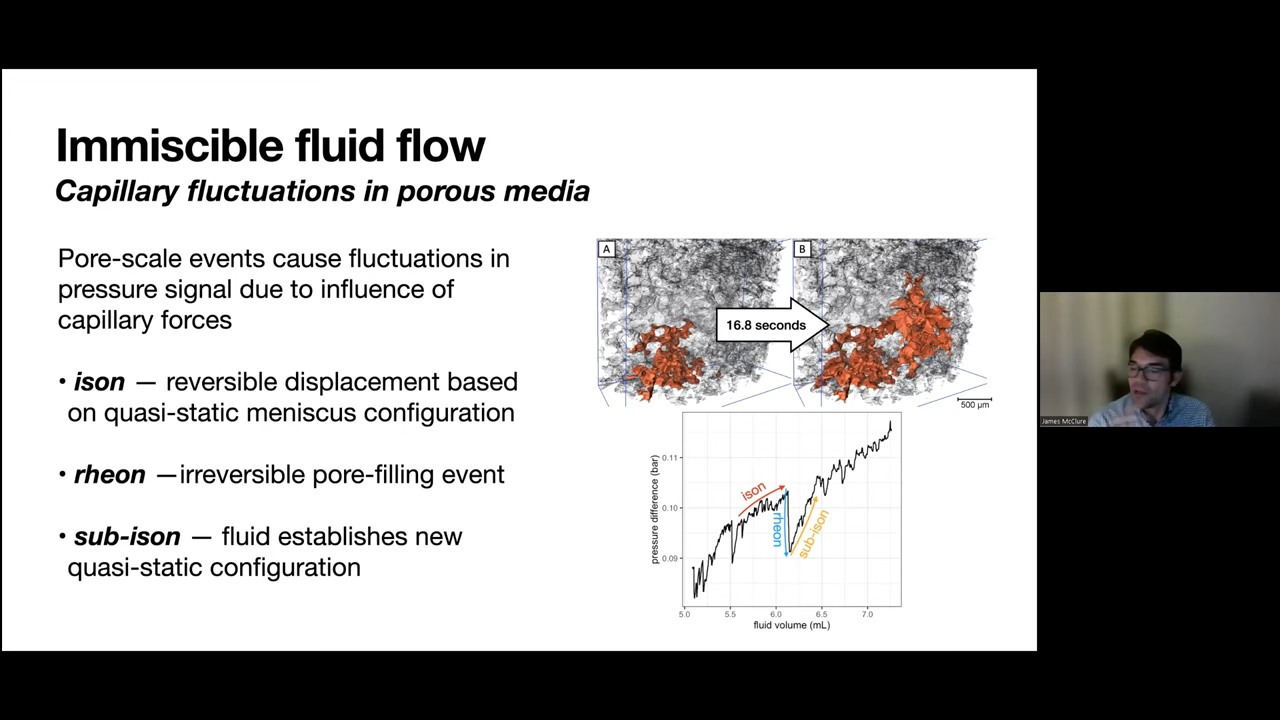 Immiscible fluid flow
Capillary fluctuations in porous media
Pore-scale events cause fluctuations in
pressure signal due to influence of
capillary forces
• ison — reversible displacement based
on quasi-static meniscus configuration
• rheon —irreversible pore-filling event
• sub-ison — fluid establishes new
quasi-static configuration
A
B
16.8 seconds
500 μm
pressure difference (bar)
0.11
0.10
0.09
ison
rheon
sub-ison
5.0 5.5 6.0 6.5 7.0
fluid volume (mL)
James McClure